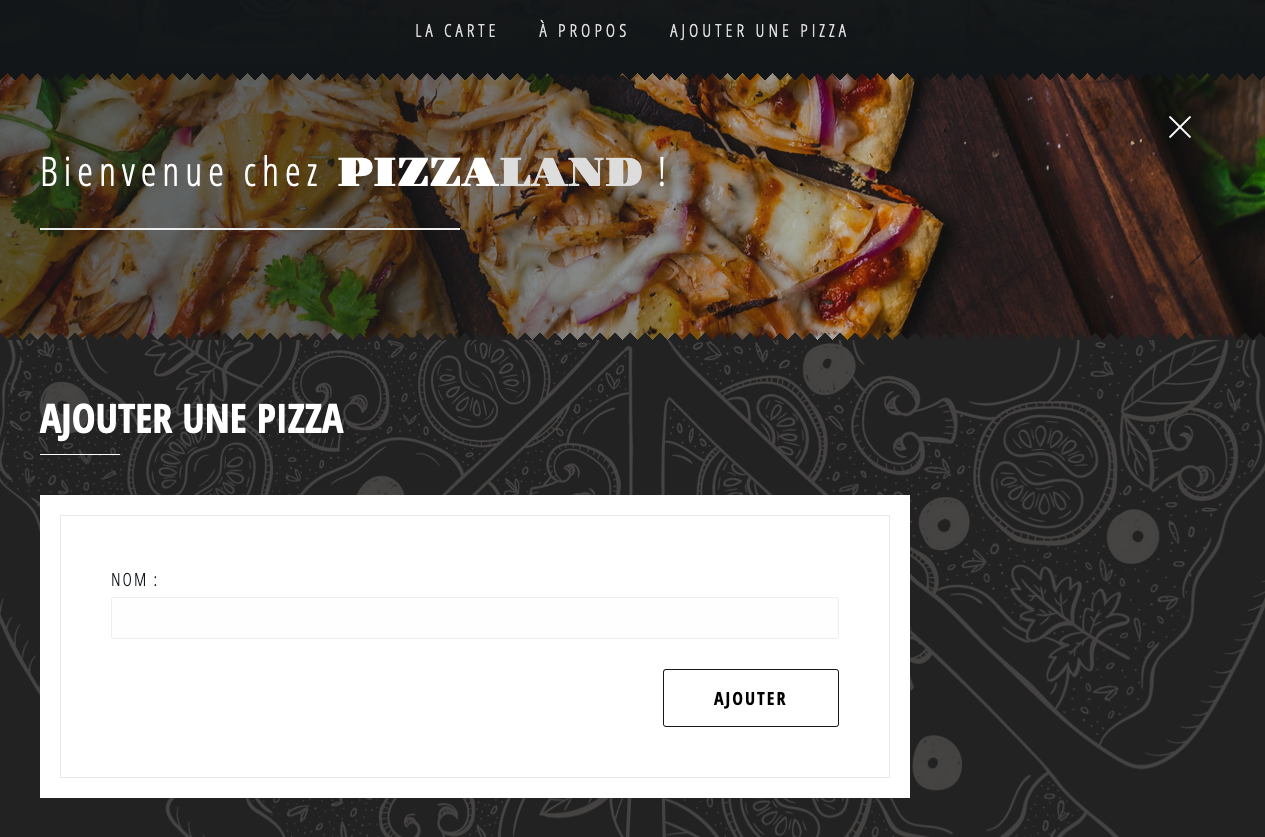 LA CARTE À PROPOS AJOUTER UNE PIZZA
Bienvenue chez PIZZALAND !
AJOUTER UNE PIZZA
NOM :
AJOUTER